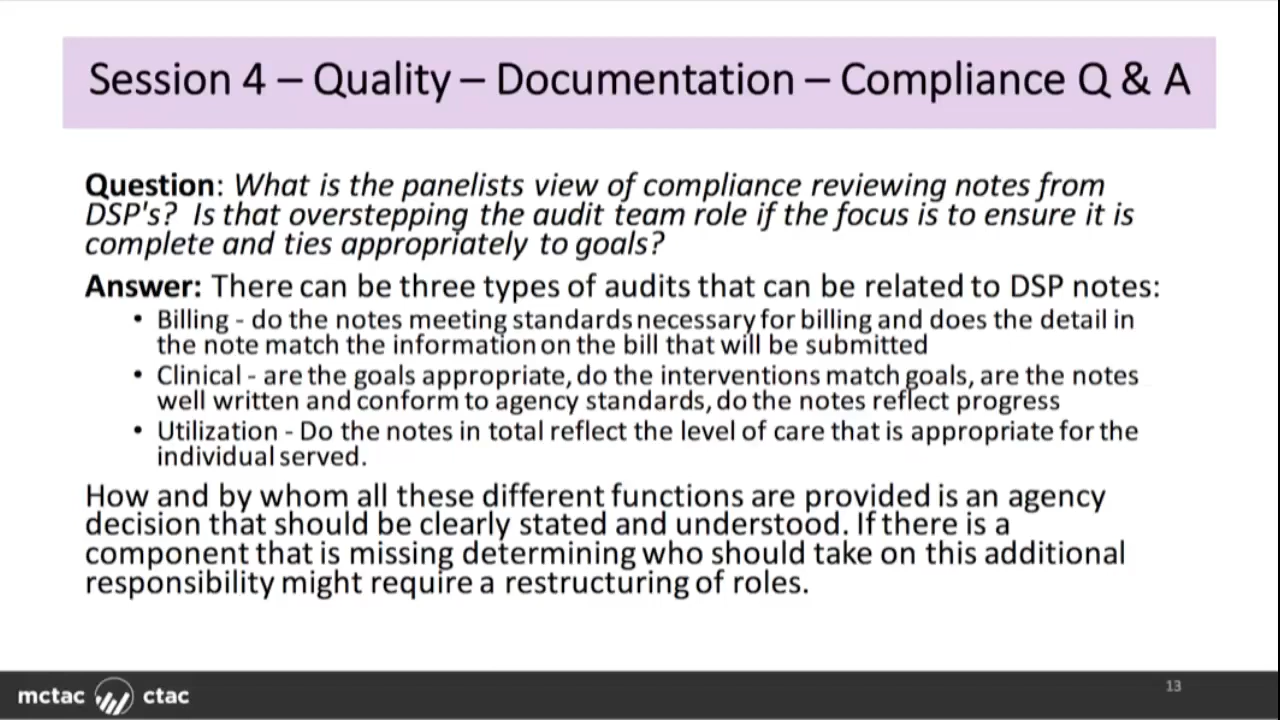 Session 4 – Quality – Documentation – Compliance Q & A
Question: What is the panelists view of compliance reviewing notes from
DSP's?  Is that overstepping the audit team role if the focus is to ensure it is
complete and ties appropriately to goals?
Answer: There can be three types of audits that can be related to DSP notes:
• Billing - do the notes meeting standards necessary for billing and does the detail in
the note match the information on the bill that will be submitted
• Clinical - are the goals appropriate, do the interventions match goals, are the notes
well written and conform to agency standards, do the notes reflect progress
• Utilization - Do the notes in total reflect the level of care that is appropriate for the
individual served.
How and by whom all these different functions are provided is an agency
decision that should be clearly stated and understood. If there is a
component that is missing determining who should take on this additional
responsibility might require a restructuring of roles.
13
mctac ctac